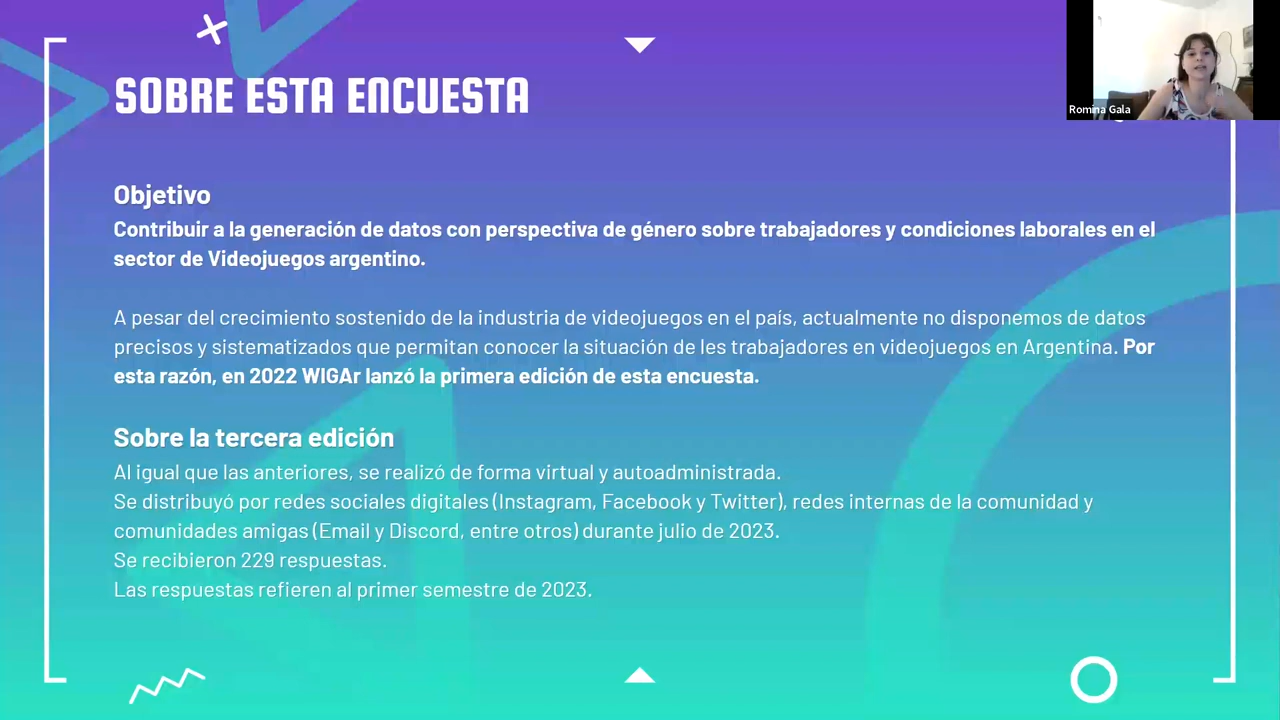 SOBRE ESTA ENCUESTA
Romina Gala
Objetivo
Contribuir a la generación de datos con perspectiva de género sobre trabajadores y condiciones laborales en el
sector de Videojuegos argentino.
A pesar del crecimiento sostenido de la industria de videojuegos en el país, actualmente no disponemos de datos
precisos y sistematizados que permitan conocer la situación de les trabajadores en videojuegos en Argentina. Por
esta razón, en 2022 WIGAr lanzó la primera edición de esta encuesta.
Sobre la tercera edición
Al igual que las anteriores, se realizó de forma virtual y autoadministrada.
Se distribuyó por redes sociales digitales (Instagram, Facebook y Twitter), redes internas de la comunidad y
comunidades amigas (Email y Discord, entre otros) durante julio de 2023.
Se recibieron 229 respuestas.
Las respuestas refieren al primer semestre de 2023.